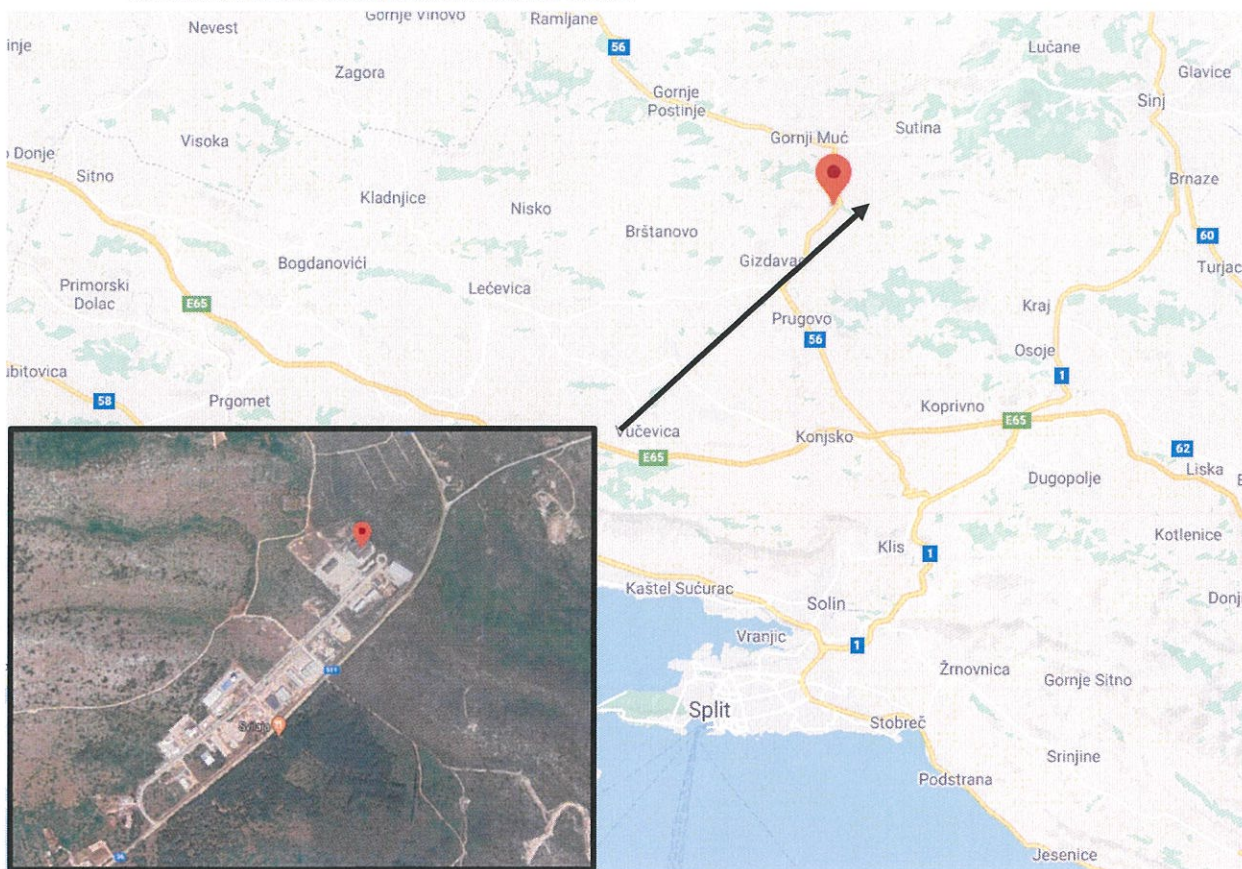 Nevest
Gornje Vinovo
Ramljane
56
Lučane
Glavice
inje
Zagora
Gornje
Postinje
Sinj
Sutina
Visoka
Gornji Muć
Donje
Sitno
Brnaze
Kladnjice
Nisko
Brštanovo
60
Gizdavac
Bogdanovići
Turjac
Primorski
Dolac
Lećevica
E65
Kraj
Prugovo
56
Osoje
ubitovica
1
58
Prgomet
Koprivno
E65
Vučevica
Konjsko
62
E65
Liska
Dugopolje
Kotlenice
Klis
1
Kaštel Sućurac
Solin
Donj
Vranjic
1
Žrnovnica
Gornje Sitno
Split
Stobreč
Srinjine
Podstrana
Jesenice